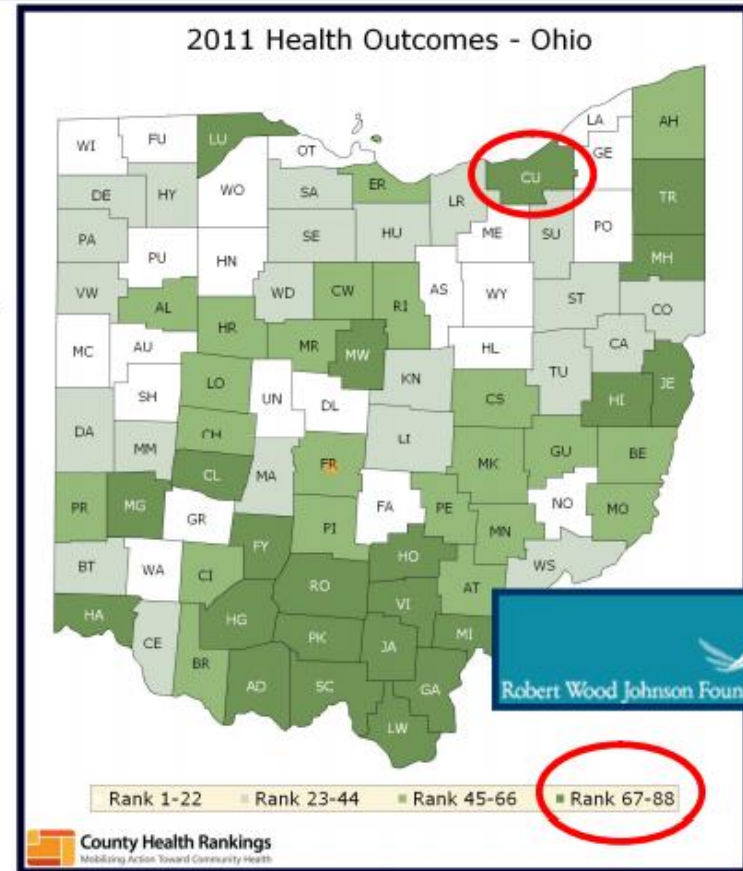 2011 Health Outcomes - Ohio
WI FU LU OT LA AH
GE
CU
DE HY WO SA ER LR TR
PA SE HU ME SU PO
PU HN MH
VW AL WD CW RI AS WY ST CO
HR MR MW HL CA
MC AU KN TU JE
SH LO UN DL CS HI
DA MM CH LI GU BE
CL MA FR MK
PR MG GR FA PE NO MO
PI MN
BT WA CI FY HO AT WS
HA RO VI
CE HG PK JA MI
BR AD SC GA
LW
Robert Wood Johnson Foun
Rank 1-22 Rank 23-44 Rank 45-66 Rank 67-88
County Health Rankings
Mobilizing Action Toward Community Health